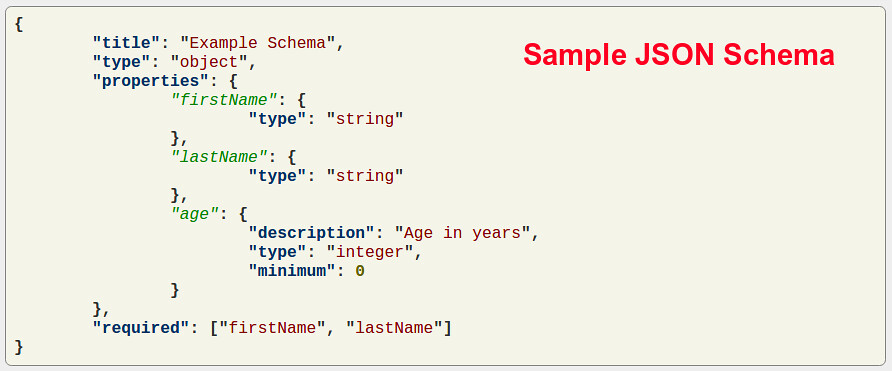 {
"title": "Example Schema",
Sample JSON Schema
"type": "object",
"properties": {
"firstName": {
"type": "string"
},
"lastName": {
"type": "string"
},
"age": {
"description": "Age in years",
"type": "integer",
"minimum": 0
}
},
"required": ["firstName", "lastName"]
}